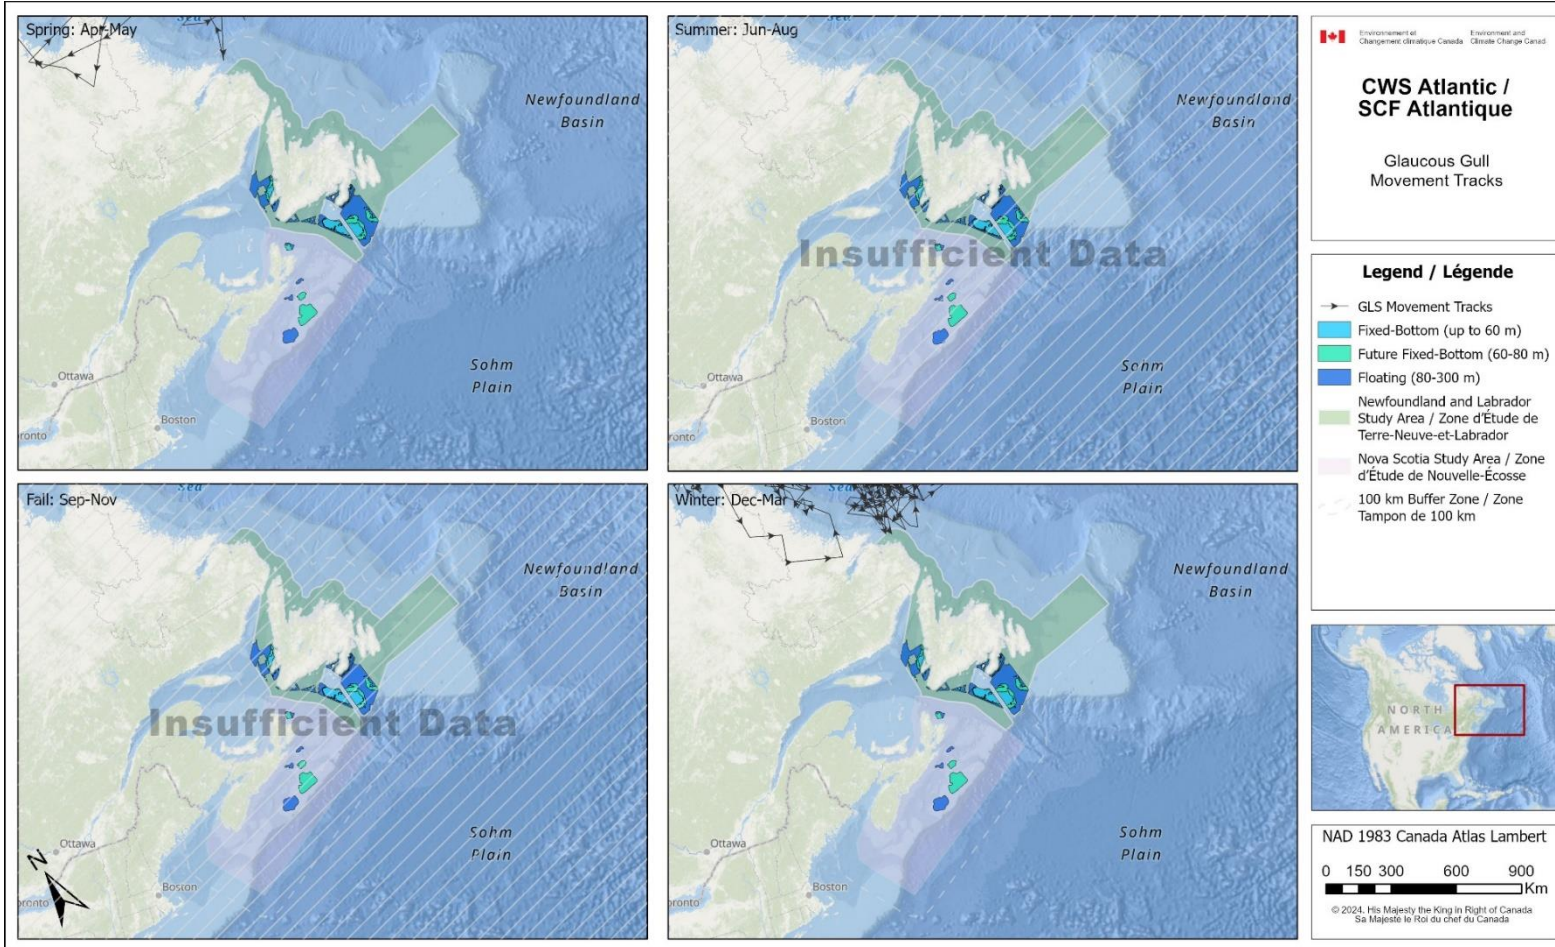 Spring: Apr-May
Sea
Newfoundland
Basin
Sohm
Plain
Ottawa
Boston
ronto
Summer: Jun-Aug
Newfoundland
Basin
Insufficient Data
Sohm
Plain
Ottawa
Boston
ronto
Fall: Sep-Nov
Sea
Newfoundland
Basin
Insufficient Data
Sohm
Plain
Ottawa
Boston
ronto
N
Winter: Dec-Mar
Sea
Newfoundland
Basin
Sohm
Plain
Ottawa
Boston
ronto
Environnement et
Changement climatique Canada
Environment and
Climate Change Canad
CWS Atlantic /
SCF Atlantique
Glaucous Gull
Movement Tracks
Legend / Légende
GLS Movement Tracks
Fixed-Bottom (up to 60 m)
Future Fixed-Bottom (60-80 m)
Floating (80-300 m)
Newfoundland and Labrador
Study Area / Zone d'Étude de
Terre-Neuve-et-Labrador
Nova Scotia Study Area / Zone
d'Étude de Nouvelle-Écosse
100 km Buffer Zone / Zone
Tampon de 100 km
NORTH
AMERICA
NAD 1983 Canada Atlas Lambert
0 150 300 600 900
Km
© 2024, His Majesty the King in Right of Canada
Sa Majesté le Roi du chef du Canada